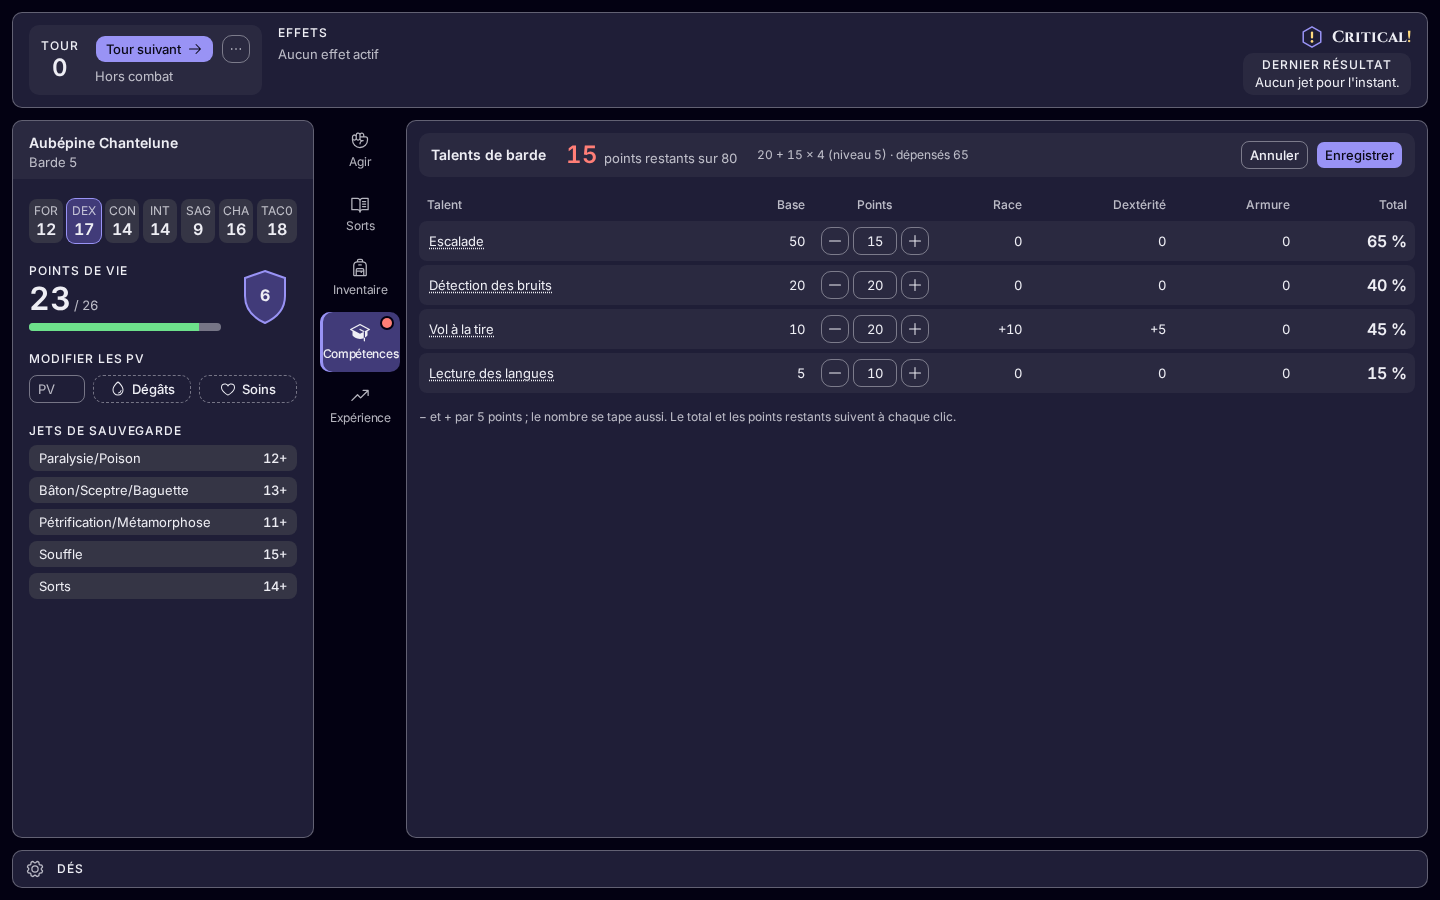 TOUR
0
Tour suivant →
...
Hors combat
EFFETS
Aucun effet actif
CRITICAL!
DERNIER RÉSULTAT
Aucun jet pour l'instant.
Aubépine Chantelune
Barde 5
FOR DEX CON INT SAG CHA TAC0
12 17 14 14 9 16 18
POINTS DE VIE
23 / 26
6
MODIFIER LES PV
PV Dégâts Soins
JETS DE SAUVEGARDE
Paralysie/Poison 12+
Bâton/Sceptre/Baguette 13+
Pétrification/Métamorphose 11+
Souffle 15+
Sorts 14+
Agir
Sorts
Inventaire
Compétences
Expérience
Talents de barde 15 points restants sur 80 20 + 15 × 4 (niveau 5) · dépensés 65 Annuler Enregistrer
Talent Base Points Race Dextérité Armure Total
Escalade 50 − 15 + 0 0 0 65 %
Détection des bruits 20 − 20 + 0 0 0 40 %
Vol à la tire 10 − 20 + +10 +5 0 45 %
Lecture des langues 5 − 10 + 0 0 0 15 %
− et + par 5 points ; le nombre se tape aussi. Le total et les points restants suivent à chaque clic.
DÉS